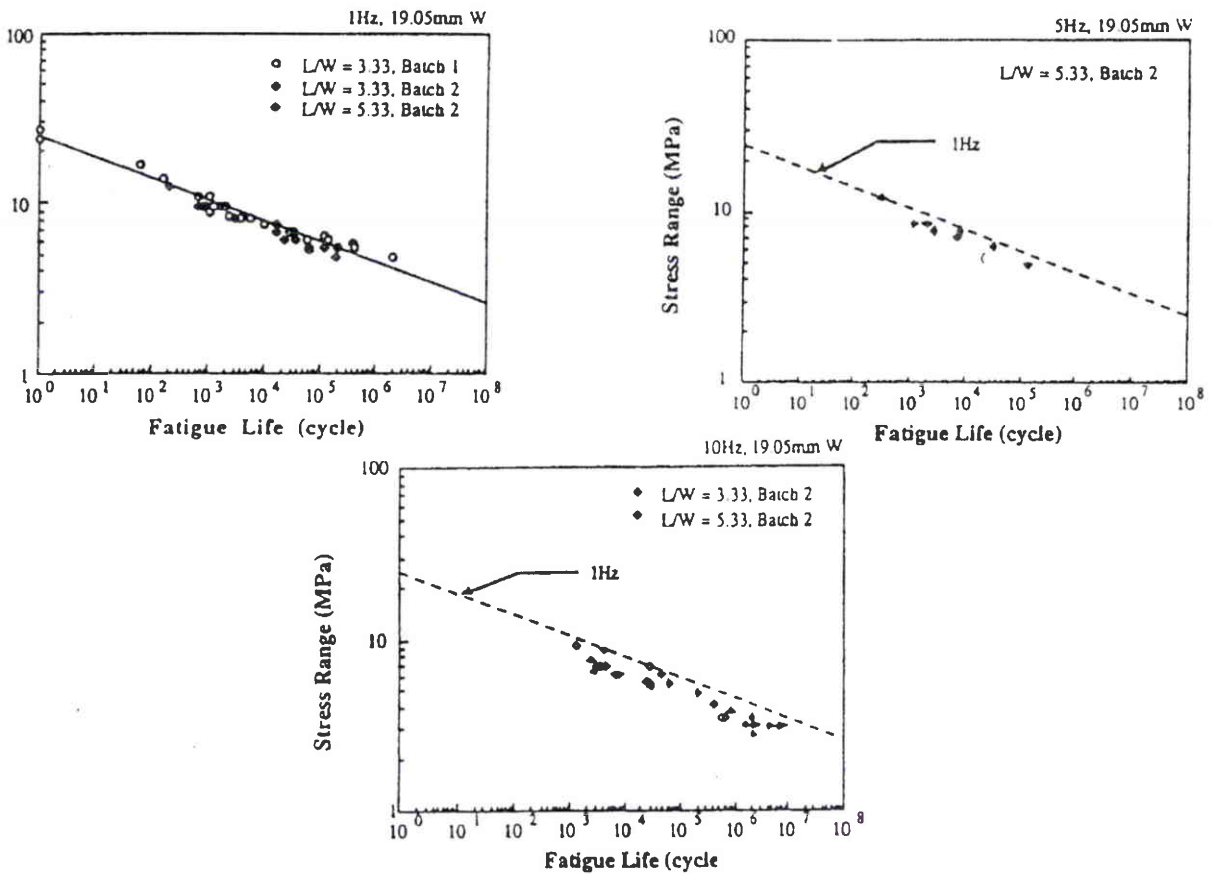 1Hz, 19.05mm W
100
L/W = 3.33, Batch 1
L/W = 3.33, Batch 2
L/W = 5.33, Batch 2
10
1
10^0 10^1 10^2 10^3 10^4 10^5 10^6 10^7 10^8
Fatigue Life (cycle)
5Hz, 19.05mm W
100
L/W = 5.33, Batch 2
1Hz
Stress Range (MPa)
10
1
10^0 10^1 10^2 10^3 10^4 10^5 10^6 10^7 10^8
Fatigue Life (cycle)
10Hz, 19.05mm W
100
L/W = 3.33, Batch 2
L/W = 5.33, Batch 2
1Hz
Stress Range (MPa)
10
1
10^0 10^1 10^2 10^3 10^4 10^5 10^6 10^7 10^8
Fatigue Life (cycle